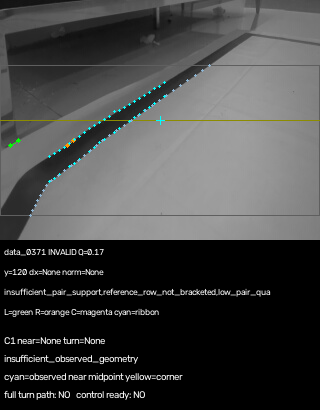 data_0371 INVALID Q=0.17
y=120 dx=None norm=None
insufficient_pair_support,reference_row_not_bracketed,low_pair_qua
L=green R=orange C=magenta cyan=ribbon
C1 near=None turn=None
insufficient_observed_geometry
cyan=observed near midpoint yellow=corner
full turn path: NO control ready: NO